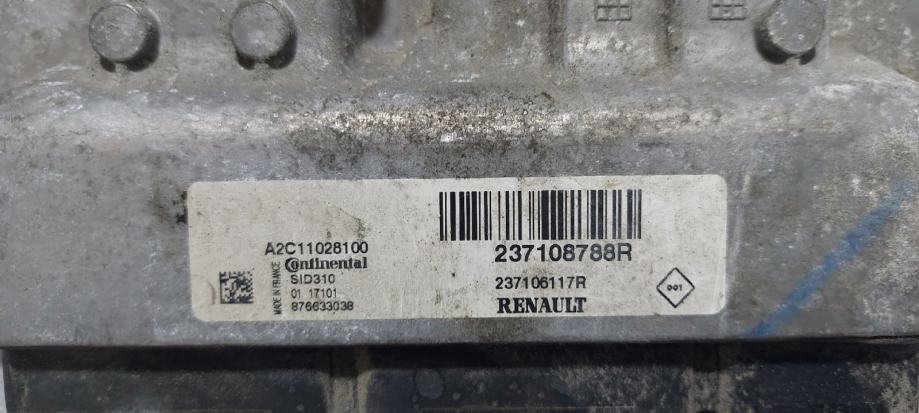 A2C11028100
Continental
MADE IN FRANCE
SID310
01 17101
876633038
237108788R
237106117R
RENAULT
001